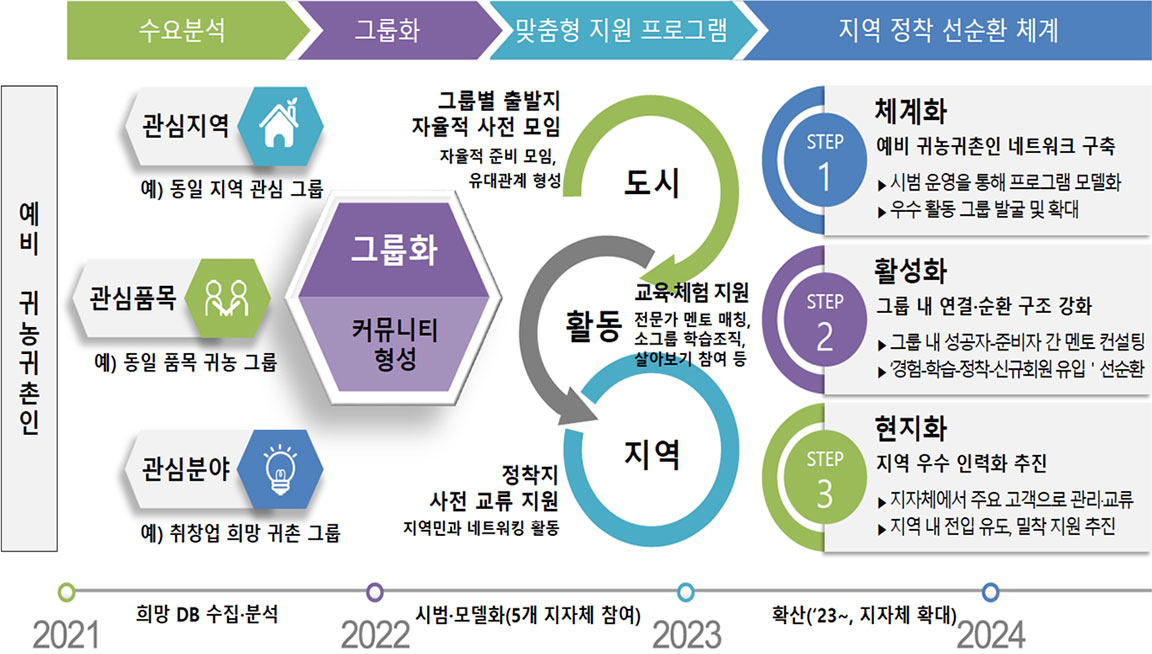 수요분석
그룹화
맞춤형 지원 프로그램
지역 정착 선순환 체계
예비 귀농귀촌인
관심지역
예) 동일 지역 관심 그룹
관심품목
예) 동일 품목 귀농 그룹
관심분야
예) 취창업 희망 귀촌 그룹
그룹화
커뮤니티
형성
그룹별 출발지
자율적 사전 모임
자율적 준비 모임,
유대관계 형성
도시
활동
교육·체험 지원
전문가 멘토 매칭,
소그룹 학습조직,
살아보기 참여 등
지역
정착지
사전 교류 지원
지역민과 네트워킹 활동
STEP
1
체계화
예비 귀농귀촌인 네트워크 구축
▶시범 운영을 통해 프로그램 모델화
▶우수 활동 그룹 발굴 및 확대
STEP
2
활성화
그룹 내 연결·순환 구조 강화
▶그룹 내 성공자-준비자 간 멘토 컨설팅
▶'경험-학습-정착-신규회원 유입' 선순환
STEP
3
현지화
지역 우수 인력화 추진
▶지자체에서 주요 고객으로 관리.교류
▶지역 내 전입 유도, 밀착 지원 추진
희망 DB 수집·분석
시범·모델화(5개 지자체 참여)
확산('23~, 지자체 확대)
2021
2022
2023
2024